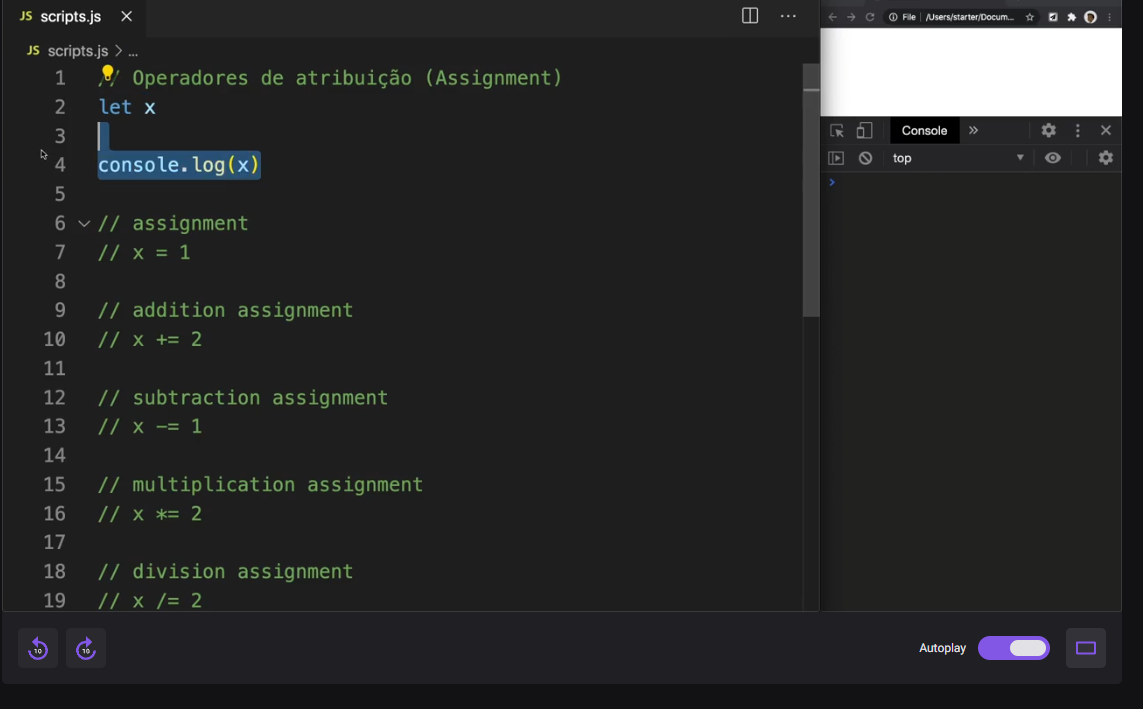 JS scripts.js
JS scripts.js > ...
1 // Operadores de atribuição (Assignment)
2 let x
3
4 console.log(x)
5
6 // assignment
7 // x = 1
8
9 // addition assignment
10 // x += 2
11
12 // subtraction assignment
13 // x -= 1
14
15 // multiplication assignment
16 // x *= 2
17
18 // division assignment
19 // x /= 2
File /Users/starter/Docum...
Console
top
10 10
Autoplay